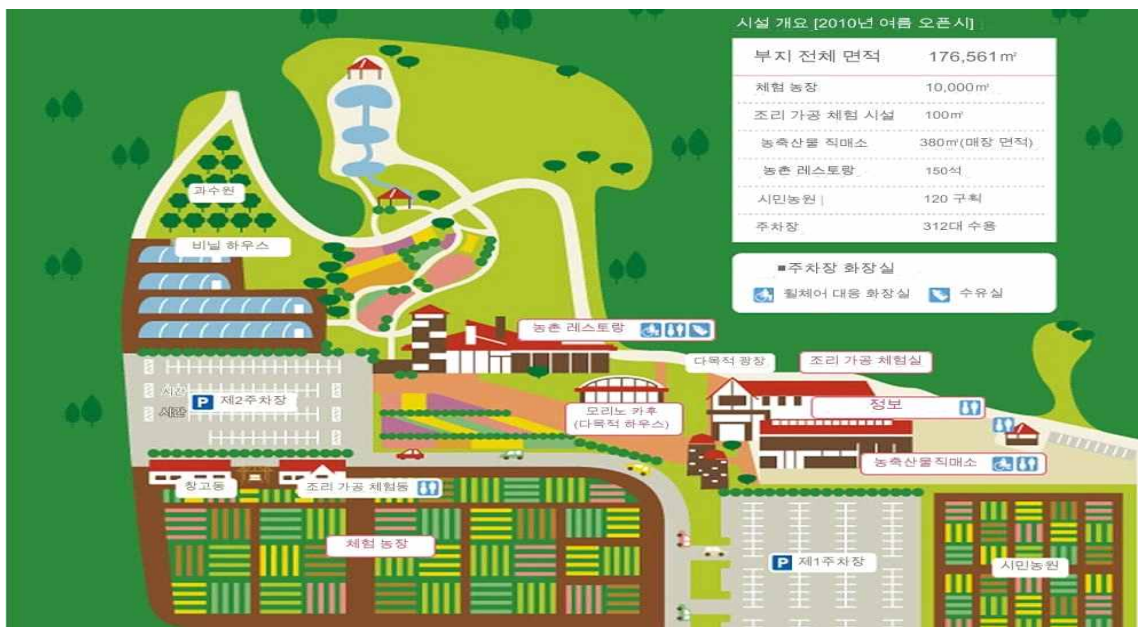 시설 개요 [2010년 여름 오픈시]
부지 전체 면적 176,561㎡
체험 농장 10,000㎡
조리 가공 체험 시설 100㎡
농축산물 직매소 380㎡(매장 면적)
농촌 레스토랑 150석
시민농원 120 구획
주차장 312대 수용
■주차장 화장실
휠체어 대응 화장실 수유실
과수원
비닐 하우스
농촌 레스토랑
다목적 광장
조리 가공 체험실
시간
시간
P 제2주차장
모리노 카후
(다목적 하우스)
정보
농축산물직매소
창고동
조리 가공 체험동
체험 농장
P 제1주차장
시민농원